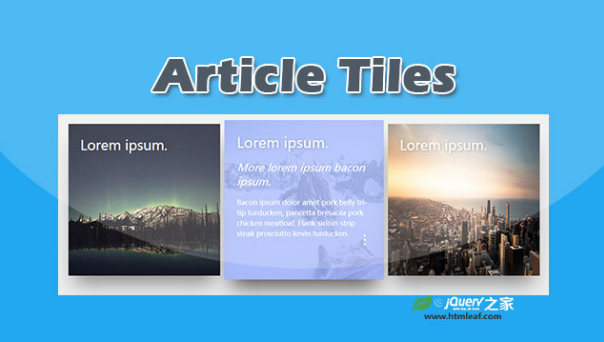 Article Tiles
Lorem ipsum.
Lorem ipsum.
More lorem ipsum bacon
ipsum.
Bacon ipsum dolor amet pork belly tri-
tip turducken, pancetta bresaola pork
chicken meatloaf. Hank sirloin strip
steak prosciutto kevin turducken.
Lorem ipsum.
jQuery之家
www.htmleaf.com